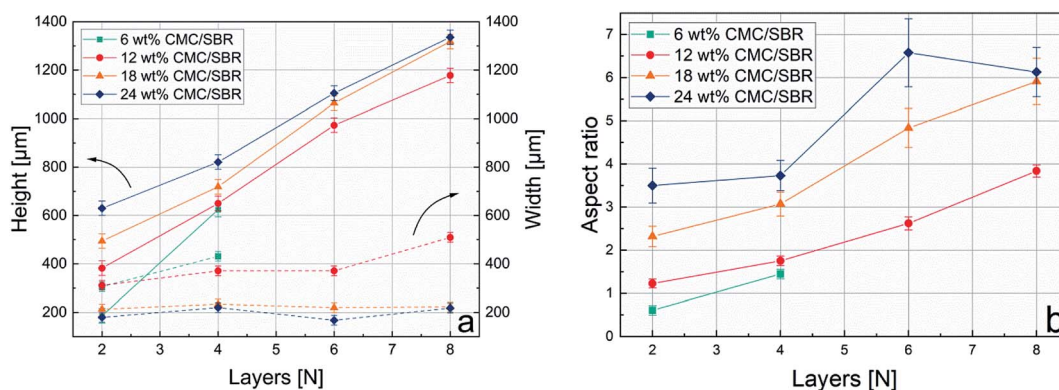 1400
1200
1000
800
600
400
200
Height [µm]
6 wt% CMC/SBR
12 wt% CMC/SBR
18 wt% CMC/SBR
24 wt% CMC/SBR
1400
1200
1000
800
600
400
200
Width [µm]
a
2 3 4 5 6 7 8
Layers [N]
7
6
5
4
3
2
1
0
Aspect ratio
6 wt% CMC/SBR
12 wt% CMC/SBR
18 wt% CMC/SBR
24 wt% CMC/SBR
b
2 3 4 5 6 7 8
Layers [N]